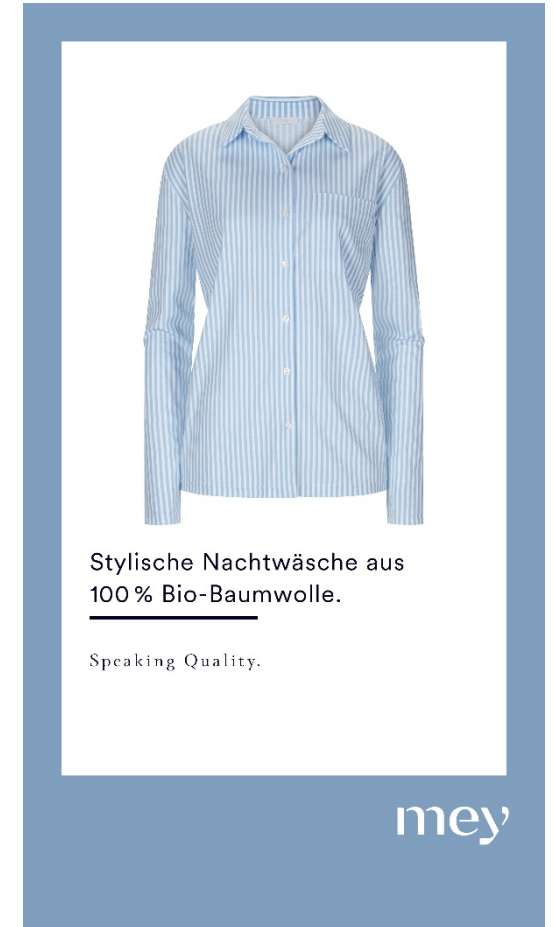 Stylische Nachtwäsche aus
100 % Bio-Baumwolle.
Speaking Quality.
mey